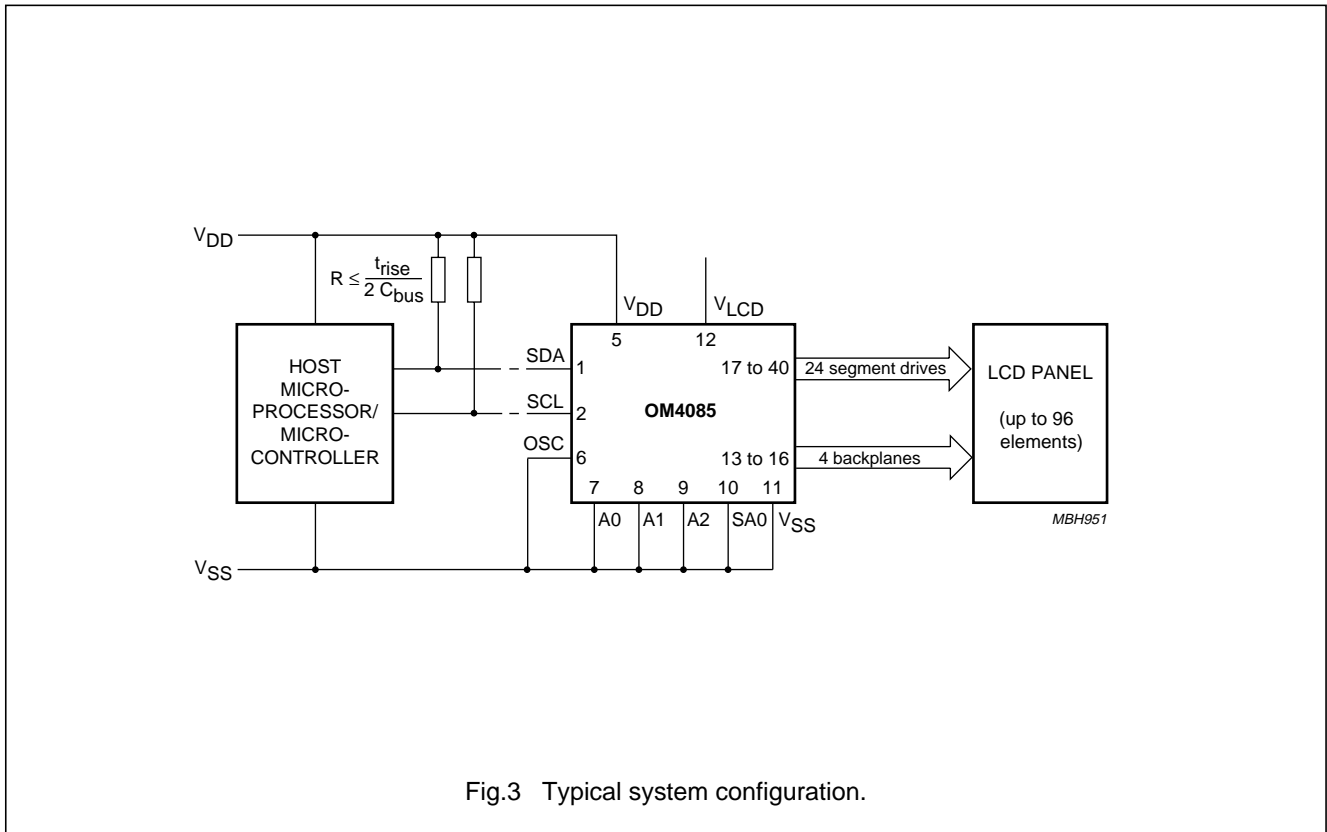 VDD
R ≤ trise
2 Cbus
VDD
VLCD
5
12
HOST
MICRO-
PROCESSOR/
MICRO-
CONTROLLER
SDA
1
SCL
2
OSC
6
OM4085
17 to 40
24 segment drives
13 to 16
4 backplanes
LCD PANEL
(up to 96
elements)
7 8 9 10 11
A0 A1 A2 SA0 VSS
MBH951
VSS
Fig.3 Typical system configuration.